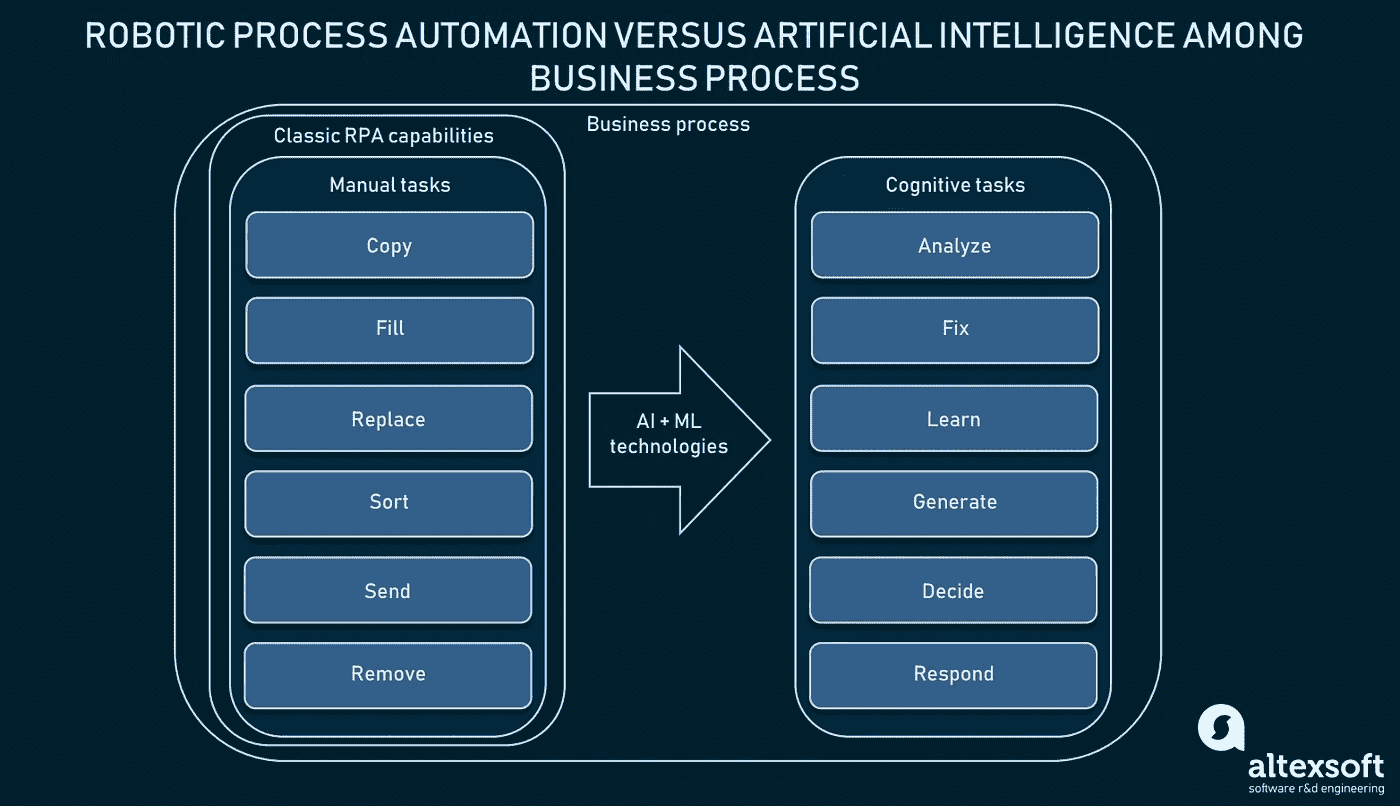 ROBOTIC PROCESS AUTOMATION VERSUS ARTIFICIAL INTELLIGENCE AMONG
BUSINESS PROCESS
Business process
Classic RPA capabilities
Manual tasks
Copy
Fill
Replace
Sort
Send
Remove
AI + ML
technologies
Cognitive tasks
Analyze
Fix
Learn
Generate
Decide
Respond
altexsoft
software r&d engineering